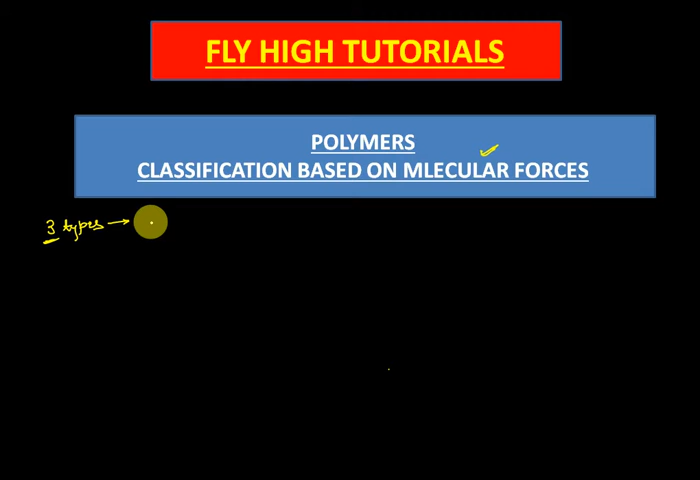 FLY HIGH TUTORIALS
POLYMERS
CLASSIFICATION BASED ON MLECULAR FORCES
3 types →